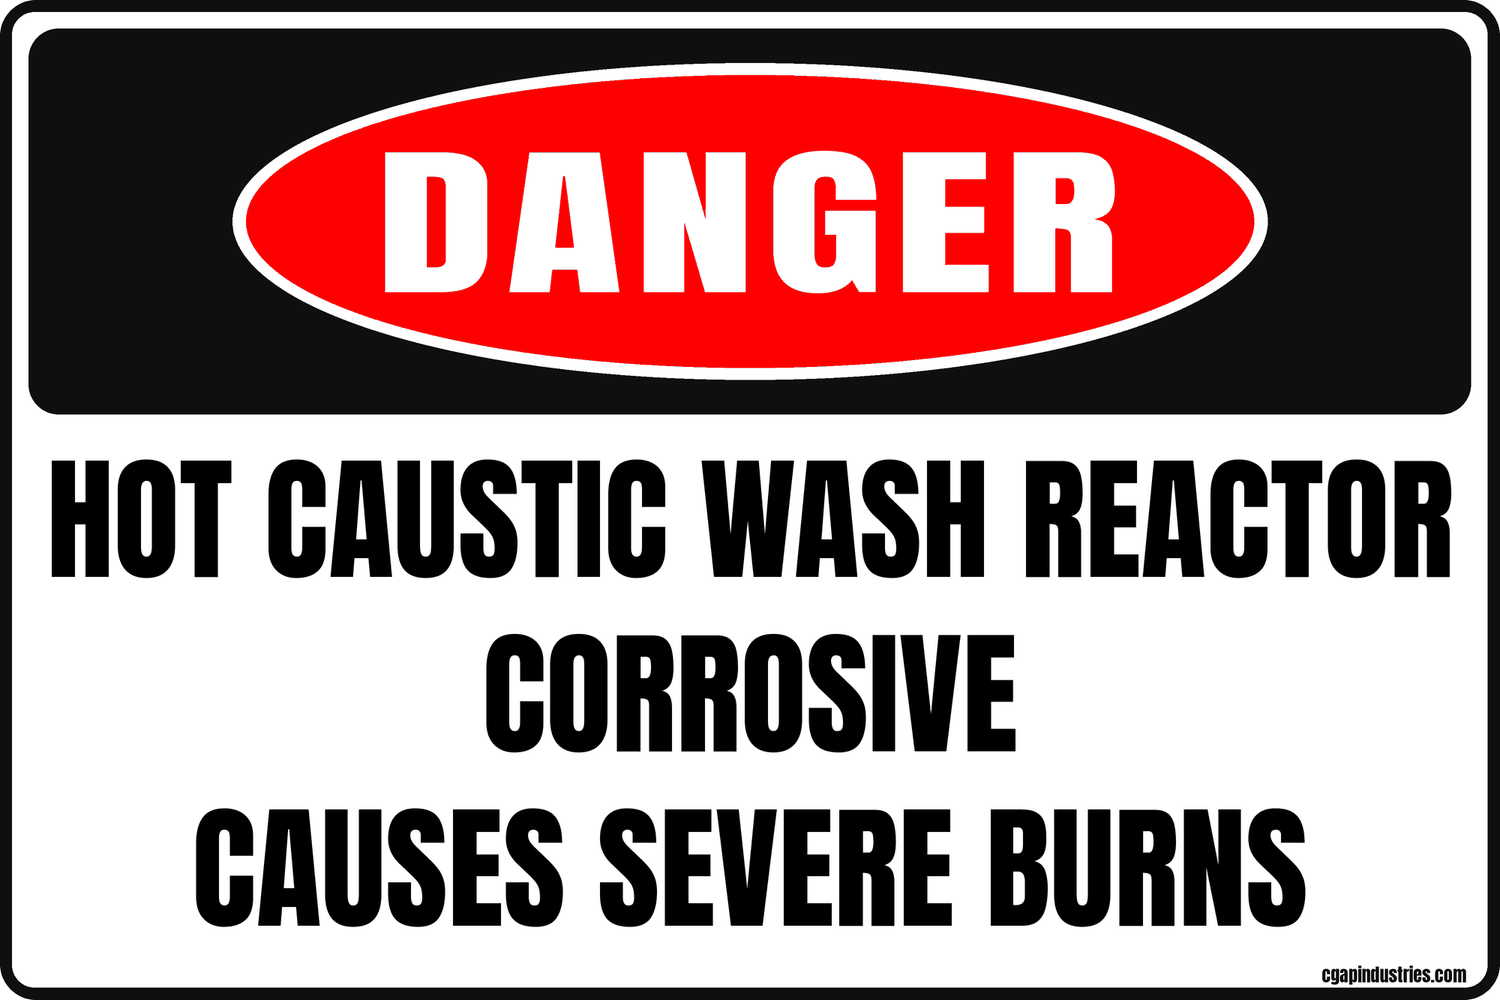 DANGER
HOT CAUSTIC WASH REACTOR
CORROSIVE
CAUSES SEVERE BURNS
cgapindustries.com